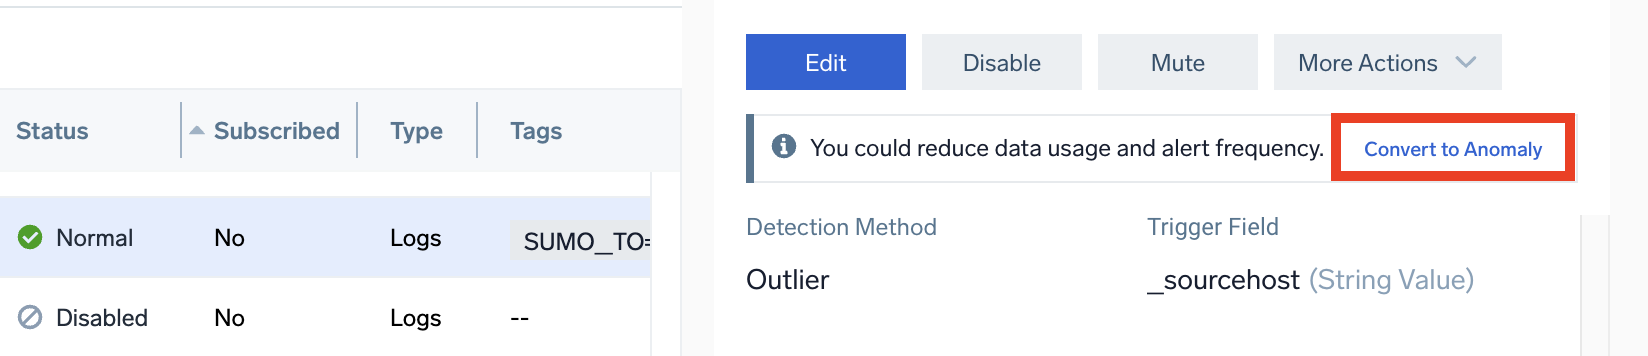 Edit Disable Mute More Actions
You could reduce data usage and alert frequency. Convert to Anomaly
Status Subscribed Type Tags
Normal No Logs SUMO_TO=
Disabled No Logs --
Detection Method Trigger Field
Outlier _sourcehost (String Value)